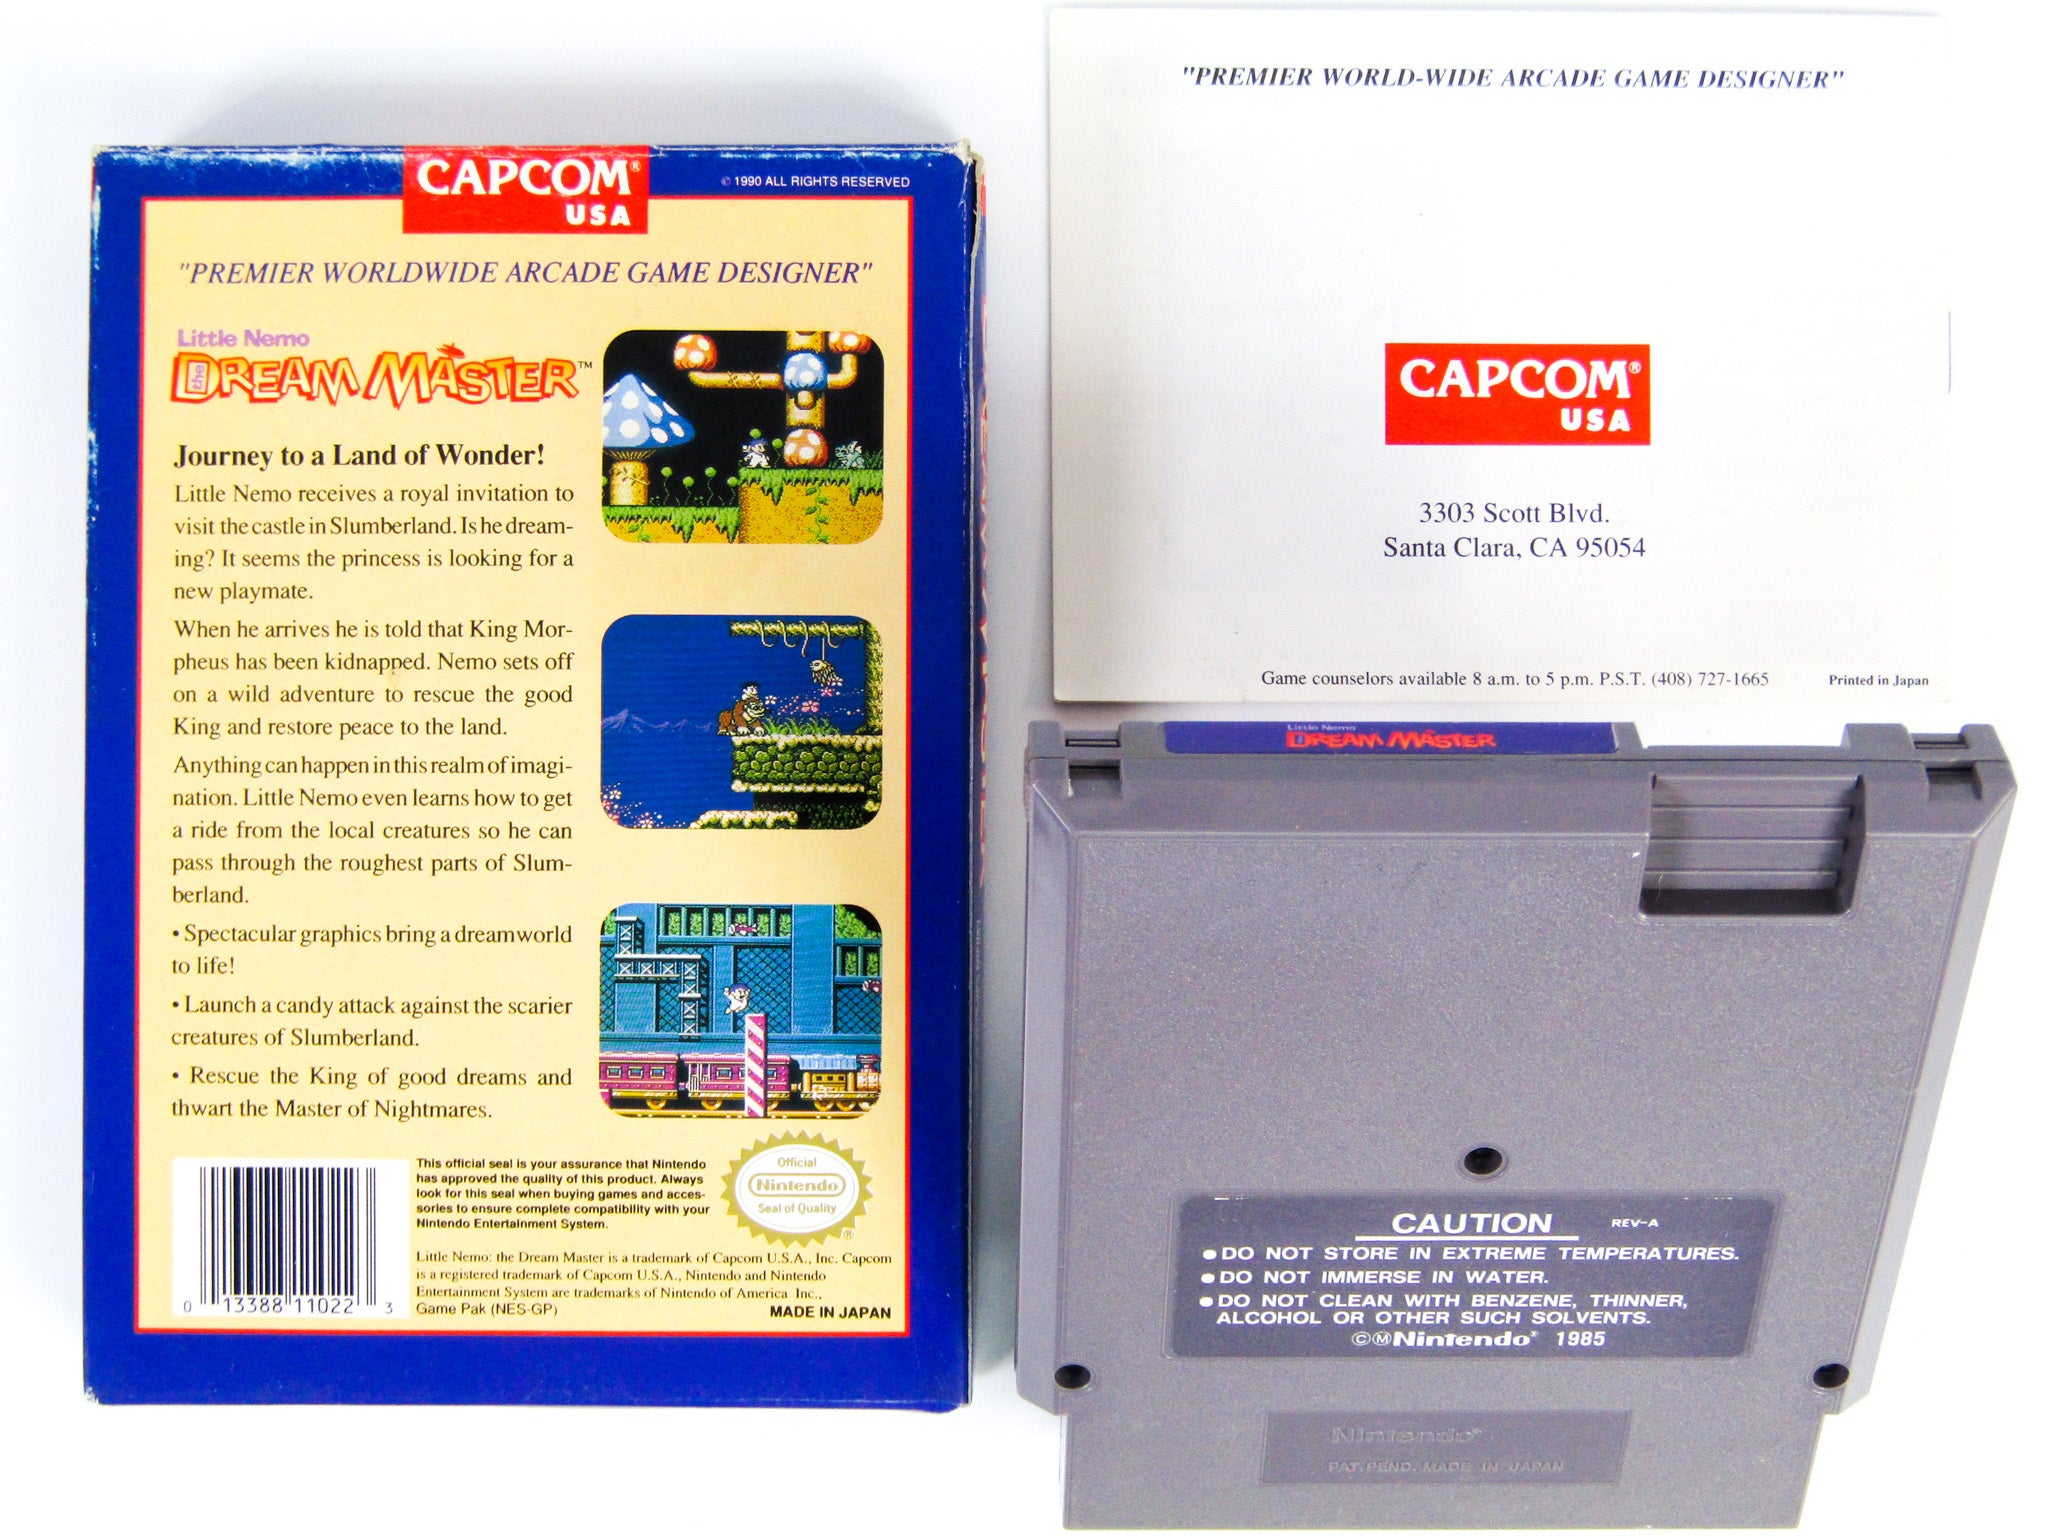 CAPCOM®
USA
© 1990 ALL RIGHTS RESERVED
"PREMIER WORLDWIDE ARCADE GAME DESIGNER"
Little Nemo
the DREAM MASTER™
Journey to a Land of Wonder!
Little Nemo receives a royal invitation to
visit the castle in Slumberland. Is he dream-
ing? It seems the princess is looking for a
new playmate.
When he arrives he is told that King Mor-
pheus has been kidnapped. Nemo sets off
on a wild adventure to rescue the good
King and restore peace to the land.
Anything can happen in this realm of imagi-
nation. Little Nemo even learns how to get
a ride from the local creatures so he can
pass through the roughest parts of Slum-
berland.
• Spectacular graphics bring a dreamworld
to life!
• Launch a candy attack against the scarier
creatures of Slumberland.
• Rescue the King of good dreams and
thwart the Master of Nightmares.
This official seal is your assurance that Nintendo
has approved the quality of this product. Always
look for this seal when buying games and acces-
sories to ensure complete compatibility with your
Nintendo Entertainment System.
Official
Nintendo
Seal of Quality
®
Little Nemo: the Dream Master is a trademark of Capcom U.S.A., Inc. Capcom
is a registered trademark of Capcom U.S.A., Nintendo and Nintendo
Entertainment System are trademarks of Nintendo of America Inc.,
Game Pak (NES-GP)
MADE IN JAPAN
0 13388 11022 3
"PREMIER WORLD-WIDE ARCADE GAME DESIGNER"
CAPCOM®
USA
3303 Scott Blvd.
Santa Clara, CA 95054
Game counselors available 8 a.m. to 5 p.m. P.S.T. (408) 727-1665
Printed in Japan
Little Nemo
DREAM MASTER
CAUTION REV-A
●DO NOT STORE IN EXTREME TEMPERATURES.
●DO NOT IMMERSE IN WATER.
●DO NOT CLEAN WITH BENZENE, THINNER,
ALCOHOL OR OTHER SUCH SOLVENTS.
©ⓂNintendo® 1985
Nintendo®
PAT. PEND. MADE IN JAPAN